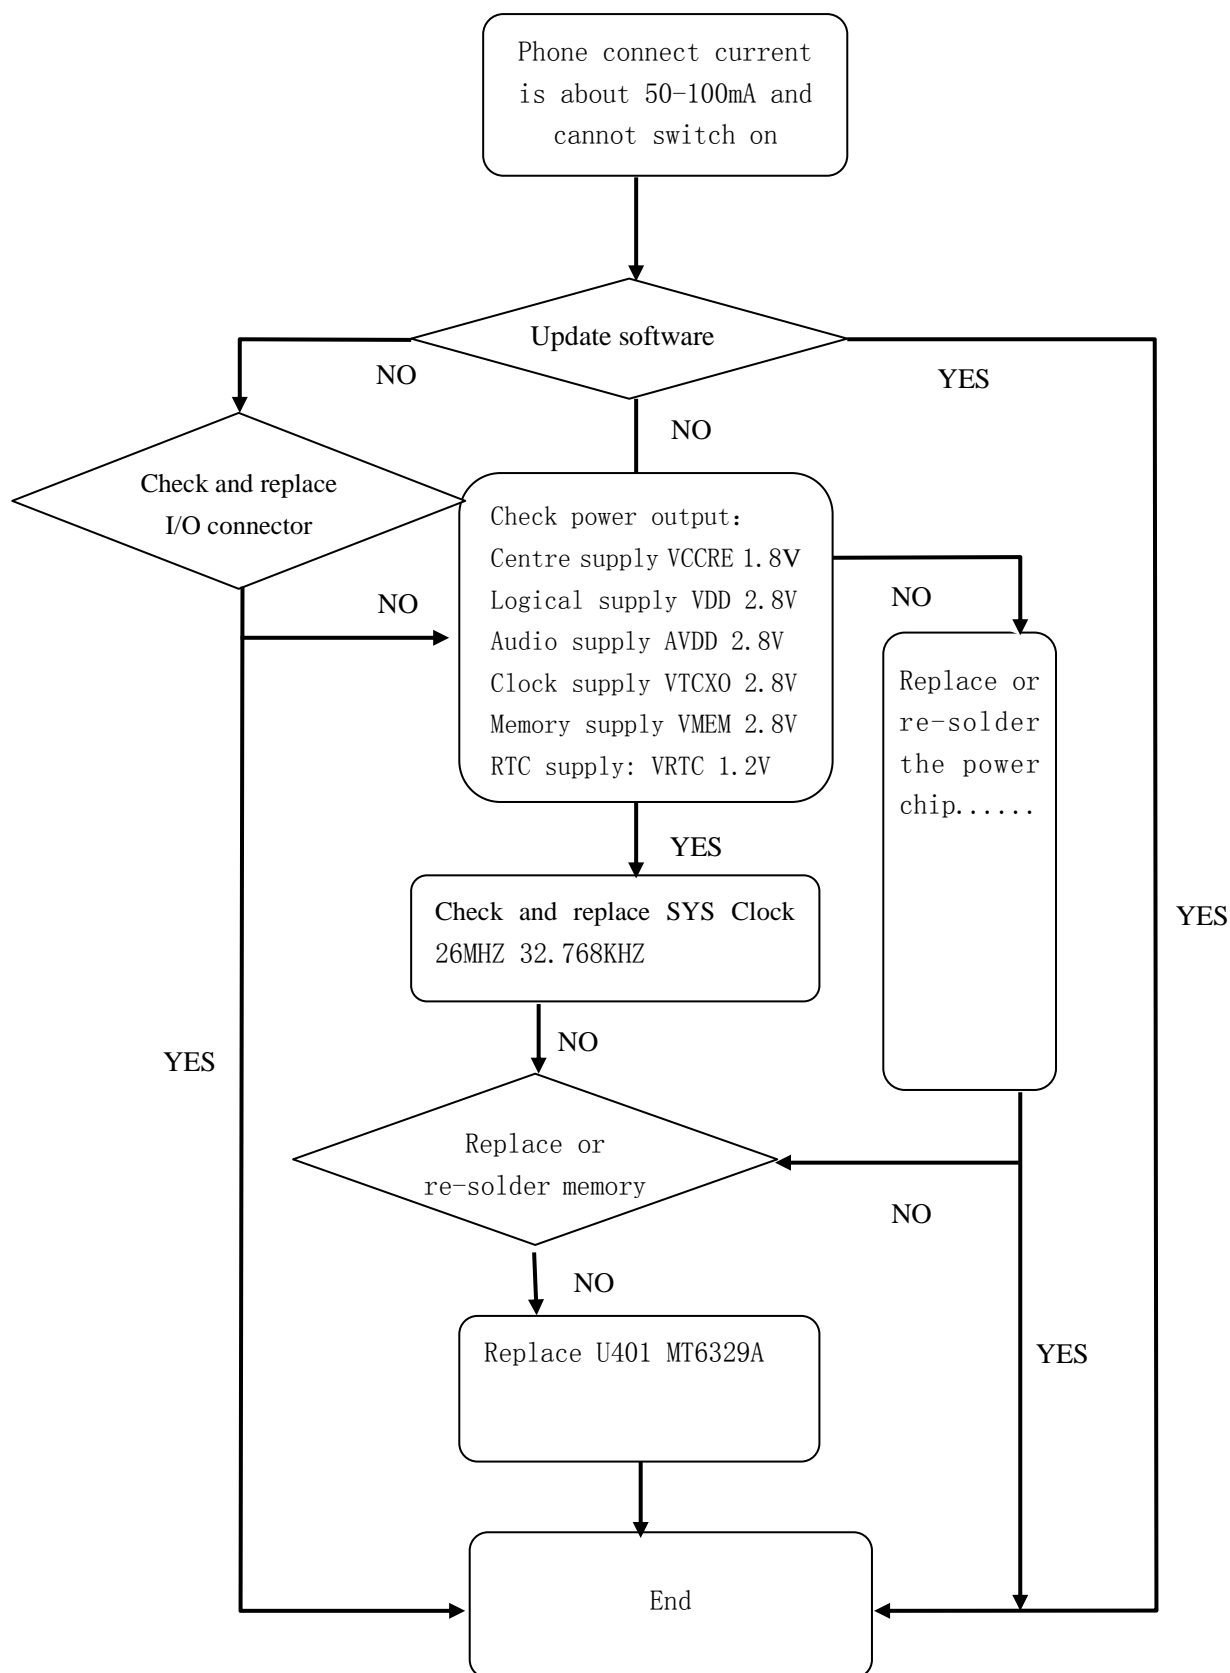 Phone connect current
is about 50-100mA and
cannot switch on
Update software
NO
YES
NO
Check and replace
I/O connector
Check power output：
Centre supply VCCRE 1.8V
Logical supply VDD 2.8V
Audio supply AVDD 2.8V
Clock supply VTCXO 2.8V
Memory supply VMEM 2.8V
RTC supply: VRTC 1.2V
NO
NO
Replace or
re-solder
the power
chip......
YES
Check and replace SYS Clock
26MHZ 32.768KHZ
YES
NO
YES
Replace or
re-solder memory
NO
NO
Replace U401 MT6329A
YES
End